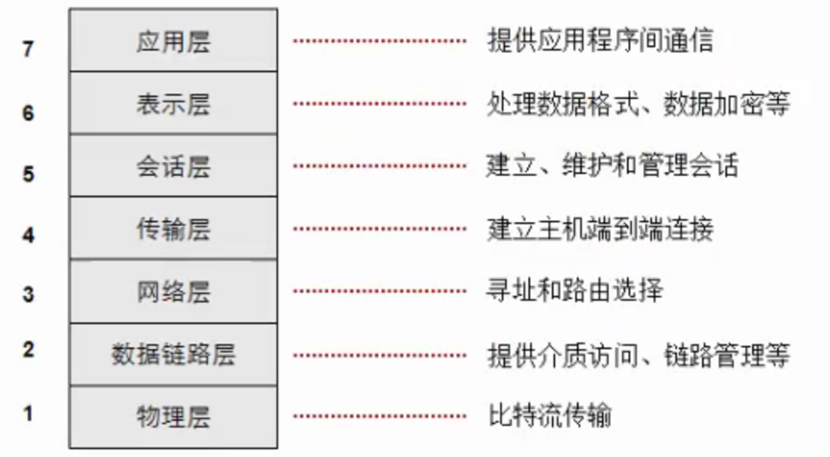 7 应用层 提供应用程序间通信
6 表示层 处理数据格式、数据加密等
5 会话层 建立、维护和管理会话
4 传输层 建立主机端到端连接
3 网络层 寻址和路由选择
2 数据链路层 提供介质访问、链路管理等
1 物理层 比特流传输